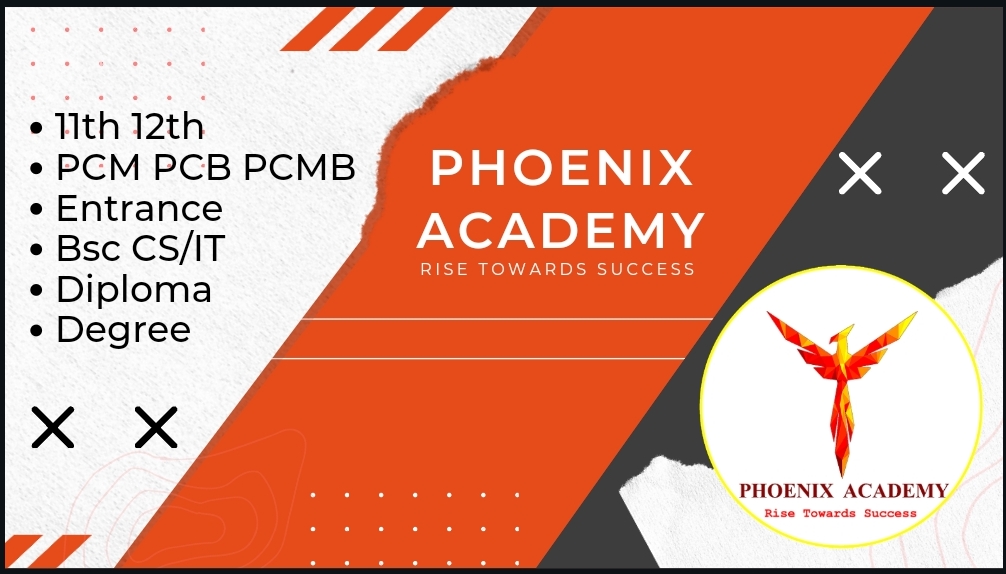 11th 12th
PCM PCB PCMB
Entrance
Bsc CS/IT
Diploma
Degree
PHOENIX
ACADEMY
RISE TOWARDS SUCCESS
PHOENIX ACADEMY
Rise Towards Success